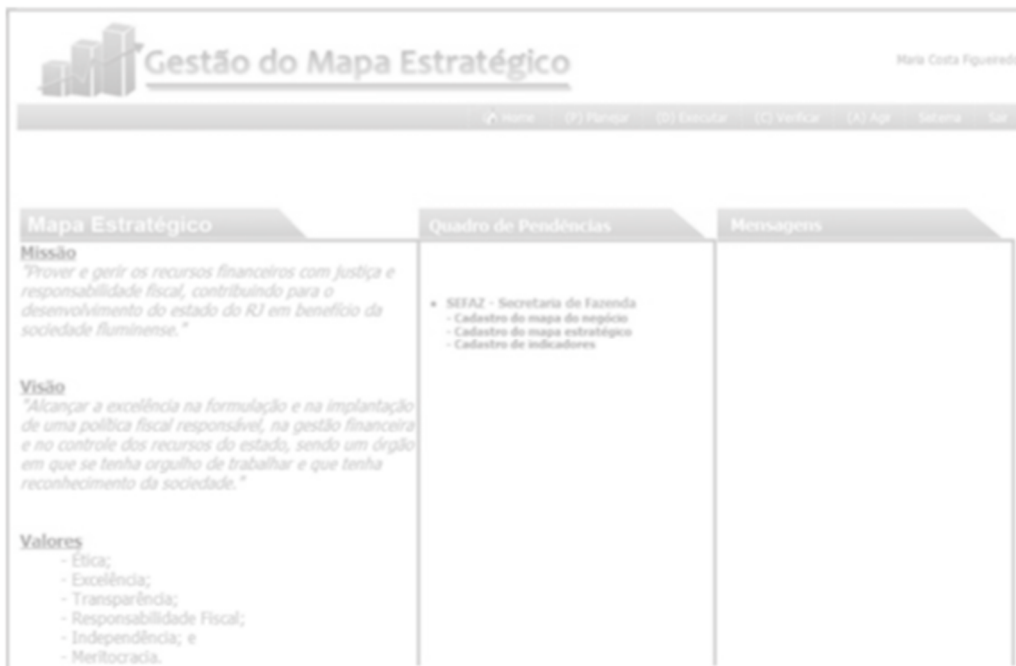 Gestão do Mapa Estratégico
Maria Costa Figueiredo
Home (P) Planejar (D) Executar (C) Verificar (A) Agir Sistema Sair
Mapa Estratégico
Missão
"Prover e gerir os recursos financeiros com justiça e
responsabilidade fiscal, contribuindo para o
desenvolvimento do estado do RJ em benefício da
sociedade fluminense."
Visão
"Alcançar a excelência na formulação e na implantação
de uma política fiscal responsável, na gestão financeira
e no controle dos recursos do estado, sendo um órgão
em que se tenha orgulho de trabalhar e que tenha
reconhecimento da sociedade."
Valores
- Ética;
- Excelência;
- Transparência;
- Responsabilidade Fiscal;
- Independência; e
- Meritocracia.
Quadro de Pendências
• SEFAZ - Secretaria de Fazenda
- Cadastro do mapa do negócio
- Cadastro do mapa estratégico
- Cadastro de indicadores
Mensagens